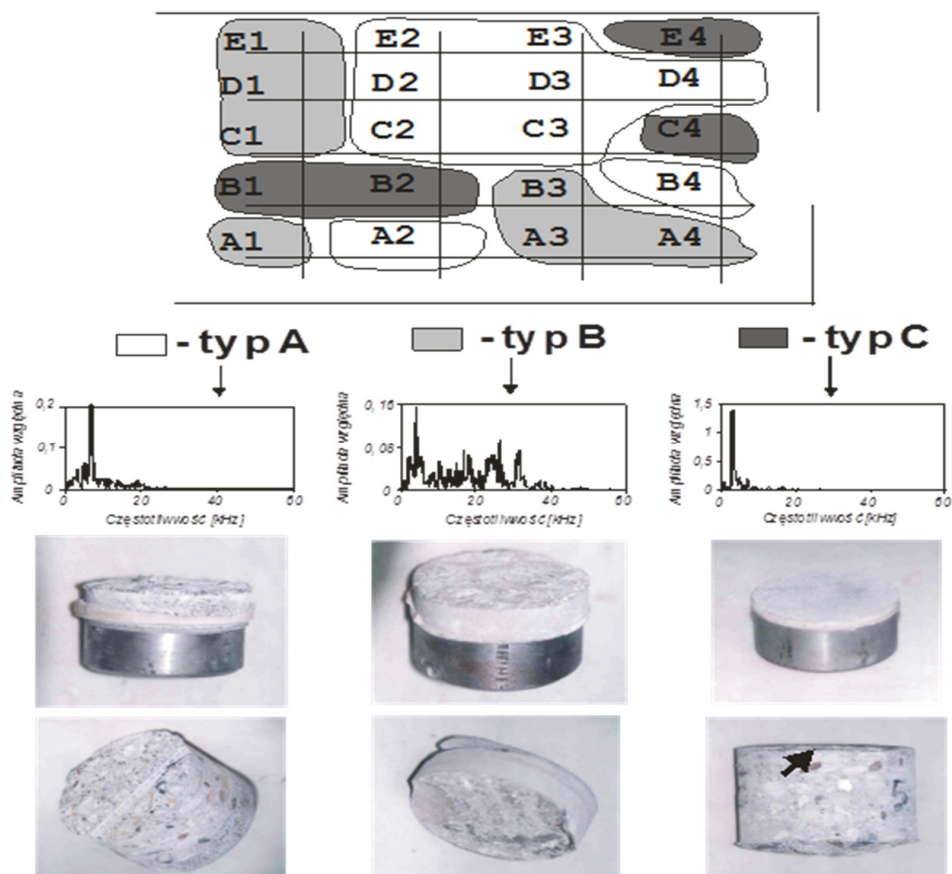 E1 E2 E3 E4
D1 D2 D3 D4
C1 C2 C3 C4
B1 B2 B3 B4
A1 A2 A3 A4
- typ A - typ B - typ C
Amplituda względna
0,2
0,1
0
0 20 40 60
Częstotliwość [kHz]
Amplituda względna
0,16
0,08
0
0 10 20 30 40 50 60
Częstotliwość [kHz]
Amplituda względna
1,5
1
0,5
0
0 20 40 60
Częstotliwość [kHz]
5